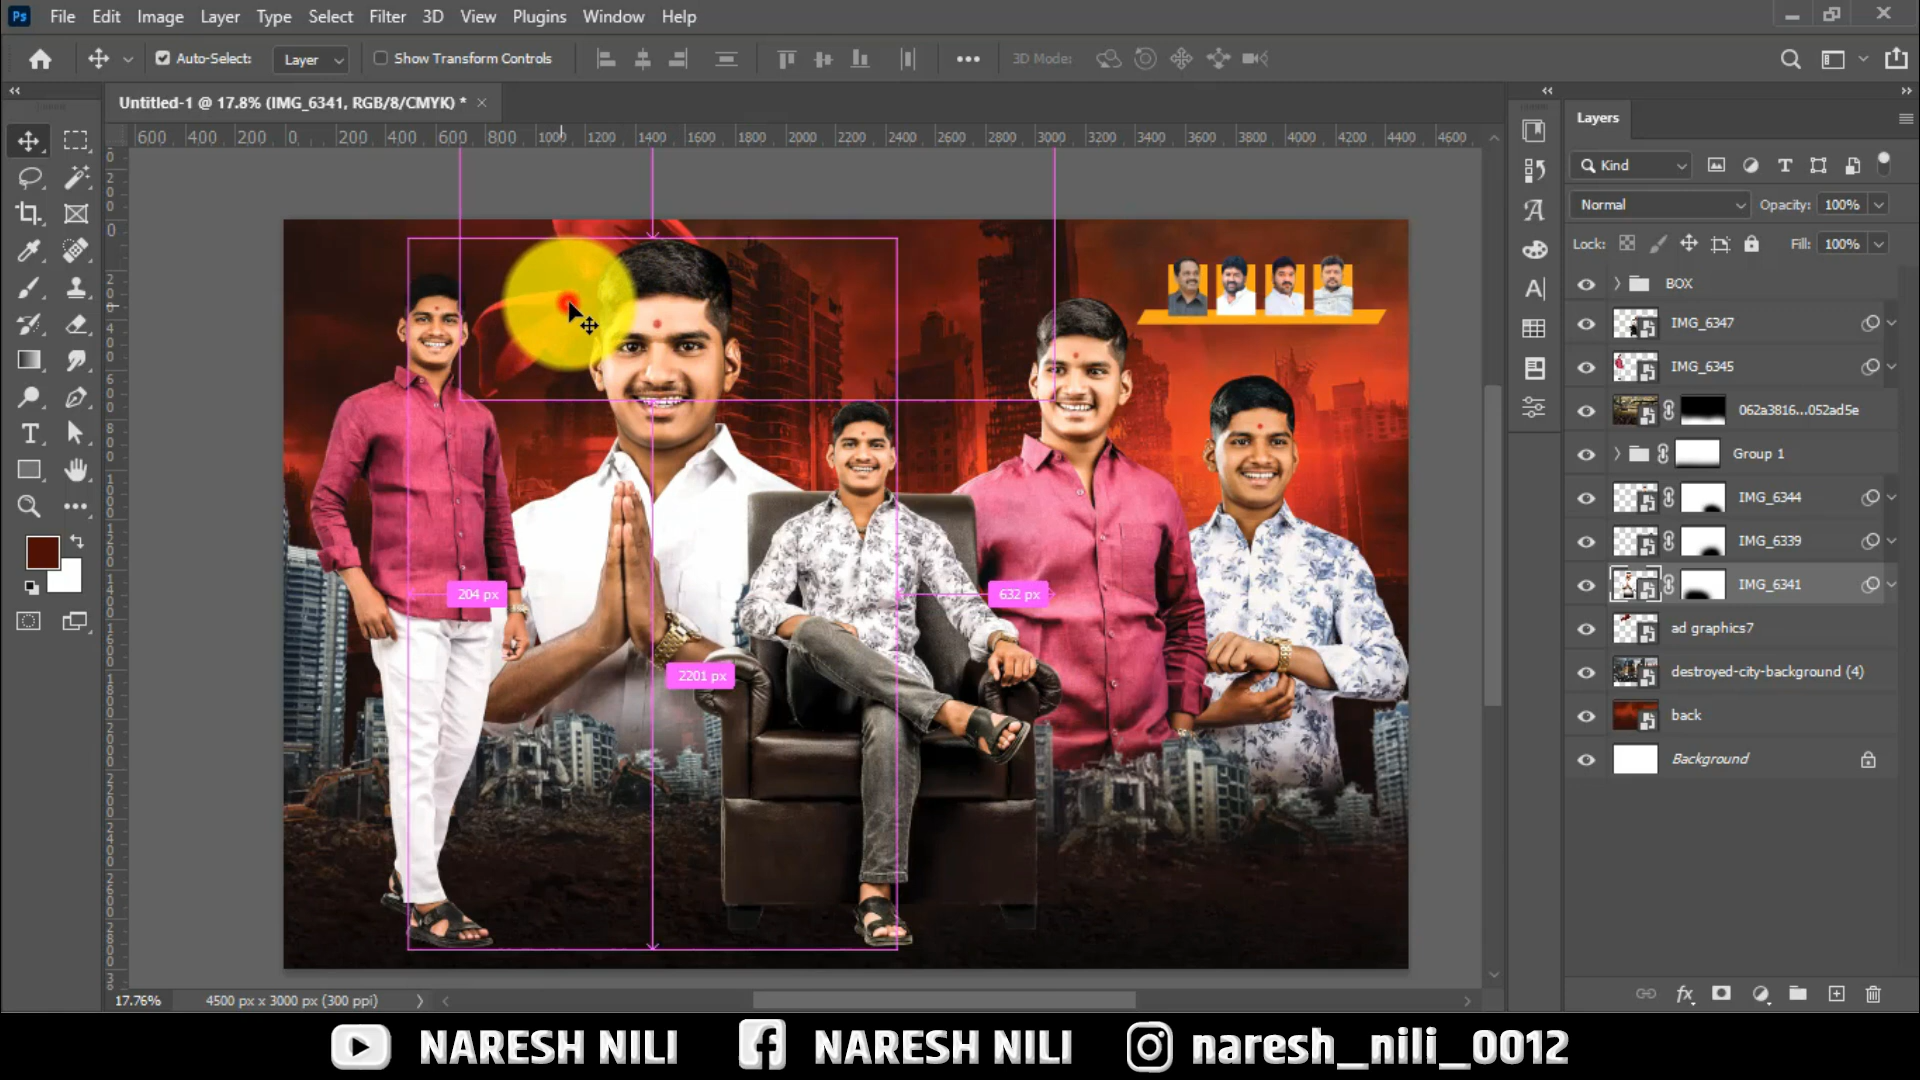 Ps File Edit Image Layer Type Select Filter 3D View Plugins Window Help
Auto-Select: Layer Show Transform Controls 3D Mode:
Untitled-1 @ 17.8% (IMG_6341, RGB/8/CMYK) *
600 400 200 0 200 400 600 800 1000 1200 1400 1600 1800 2000 2200 2400 2600 2800 3000 3200 3400 3600 3800 4000 4200 4400 4600
204 px
632 px
2201 px
Layers
Kind
Normal Opacity: 100%
Lock: Fill: 100%
BOX
IMG_6347
IMG_6345
062a3816...052ad5e
Group 1
IMG_6344
IMG_6339
IMG_6341
ad graphics7
destroyed-city-background (4)
back
Background
17.76% 4500 px x 3000 px (300 ppi)
NARESH NILI NARESH NILI naresh_nili_0012